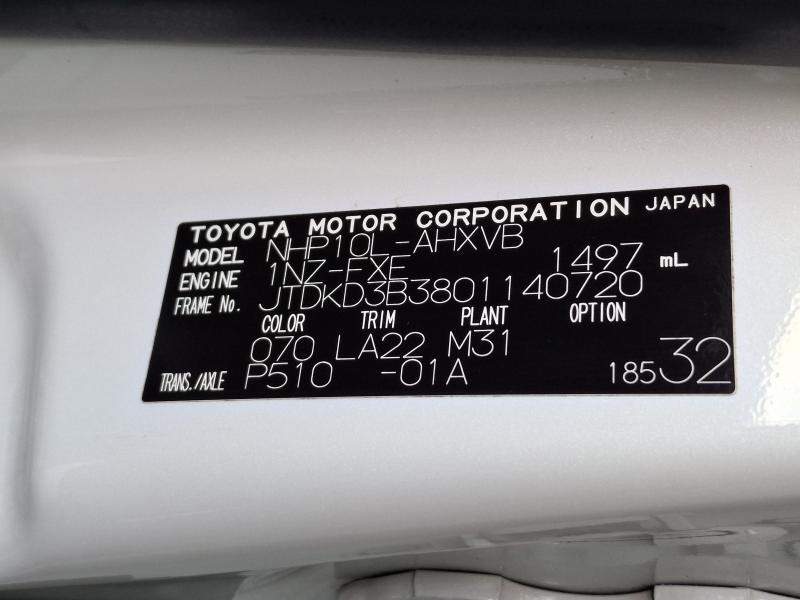 TOYOTA MOTOR CORPORATION JAPAN
MODEL NHP10L-AHXVB
ENGINE 1NZ-FXE 1497 mL
FRAME No. JTDKD3B3801140720
COLOR TRIM PLANT OPTION
070 LA22 M31
TRANS./AXLE P510 -01A 18532